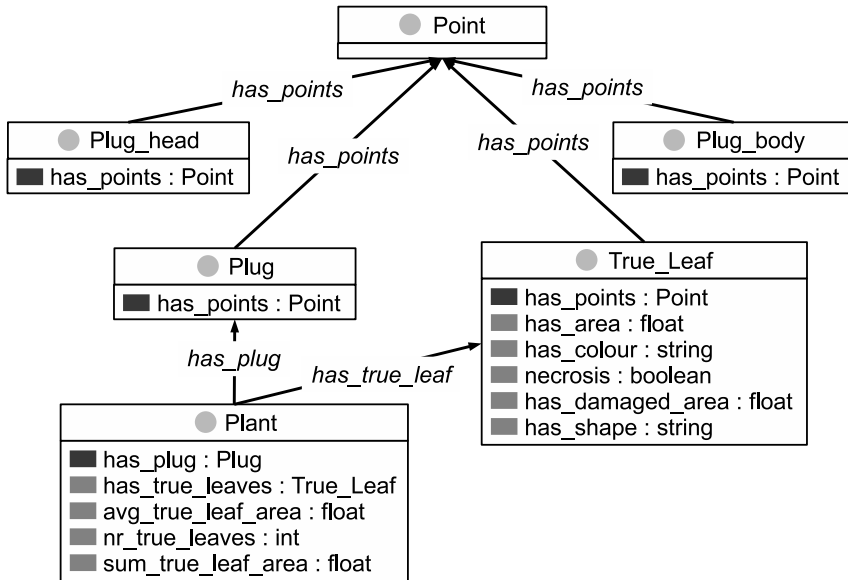 Point
has_points
has_points
Plug_head
has_points : Point
Plug_body
has_points : Point
has_points
has_points
Plug
has_points : Point
True_Leaf
has_points : Point
has_area : float
has_colour : string
necrosis : boolean
has_damaged_area : float
has_shape : string
has_plug
has_true_leaf
Plant
has_plug : Plug
has_true_leaves : True_Leaf
avg_true_leaf_area : float
nr_true_leaves : int
sum_true_leaf_area : float